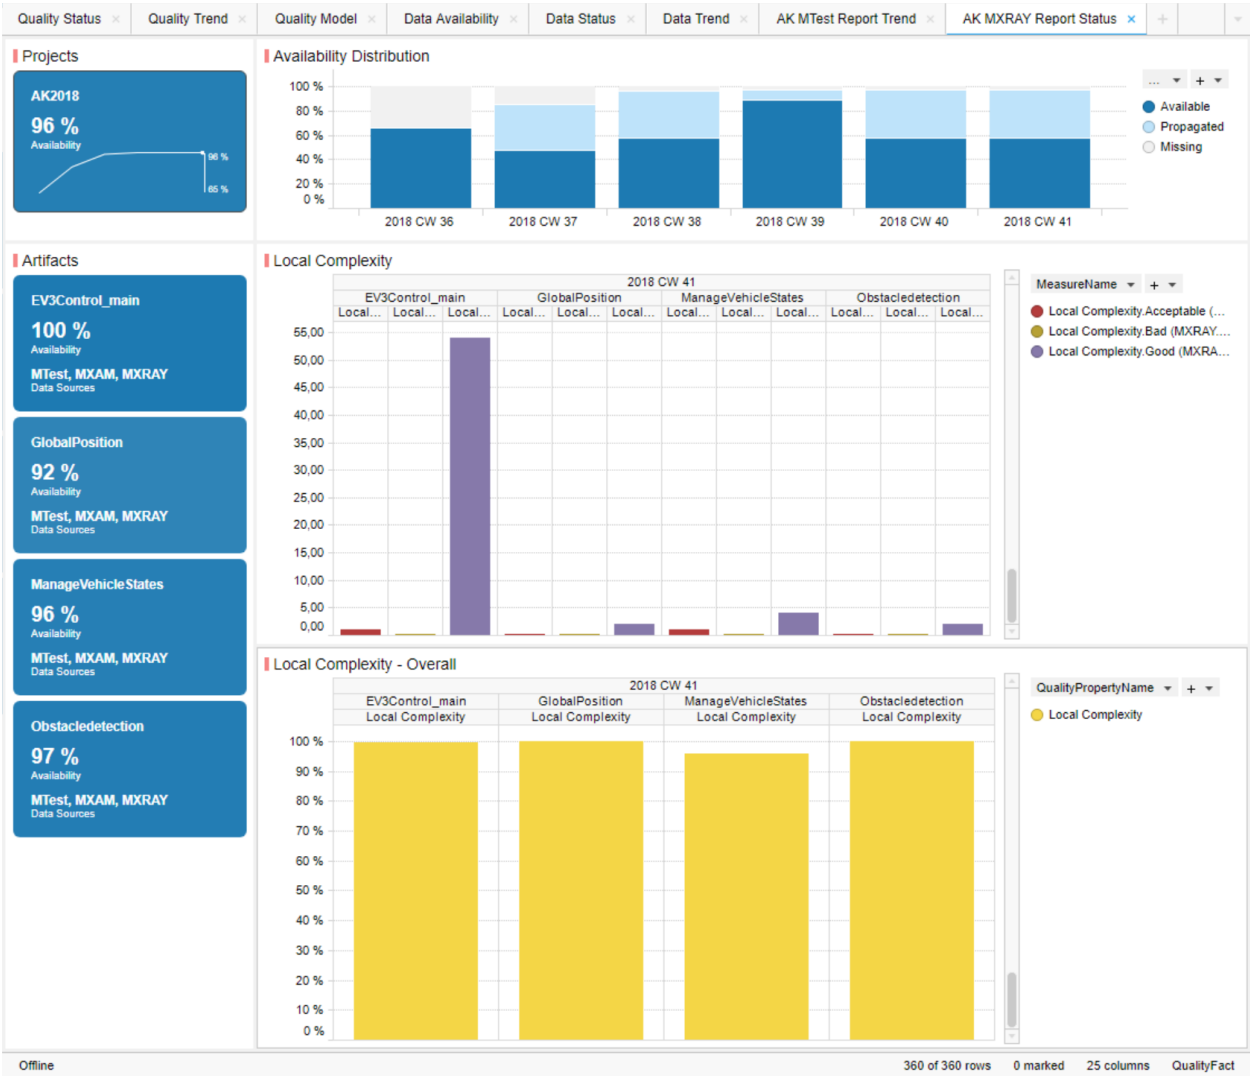 Quality Status × Quality Trend × Quality Model × Data Availability × Data Status × Data Trend × AK MTest Report Trend × AK MXRAY Report Status × +
Projects
AK2018
96 %
Availability
96 %
65 %
Availability Distribution
100 %
80 %
60 %
40 %
20 %
0 %
2018 CW 36 2018 CW 37 2018 CW 38 2018 CW 39 2018 CW 40 2018 CW 41
... +
Available
Propagated
Missing
Artifacts
EV3Control_main
100 %
Availability
MTest, MXAM, MXRAY
Data Sources
GlobalPosition
92 %
Availability
MTest, MXAM, MXRAY
Data Sources
ManageVehicleStates
96 %
Availability
MTest, MXAM, MXRAY
Data Sources
Obstacledetection
97 %
Availability
MTest, MXAM, MXRAY
Data Sources
Local Complexity
2018 CW 41
EV3Control_main GlobalPosition ManageVehicleStates Obstacledetection
Local... Local... Local... Local... Local... Local... Local... Local... Local... Local... Local... Local...
55,00
50,00
45,00
40,00
35,00
30,00
25,00
20,00
15,00
10,00
5,00
0,00
MeasureName +
Local Complexity.Acceptable (...
Local Complexity.Bad (MXRAY....
Local Complexity.Good (MXRA...
Local Complexity - Overall
2018 CW 41
EV3Control_main GlobalPosition ManageVehicleStates Obstacledetection
Local Complexity Local Complexity Local Complexity Local Complexity
100 %
90 %
80 %
70 %
60 %
50 %
40 %
30 %
20 %
10 %
0 %
QualityPropertyName +
Local Complexity
Offline 360 of 360 rows 0 marked 25 columns QualityFact